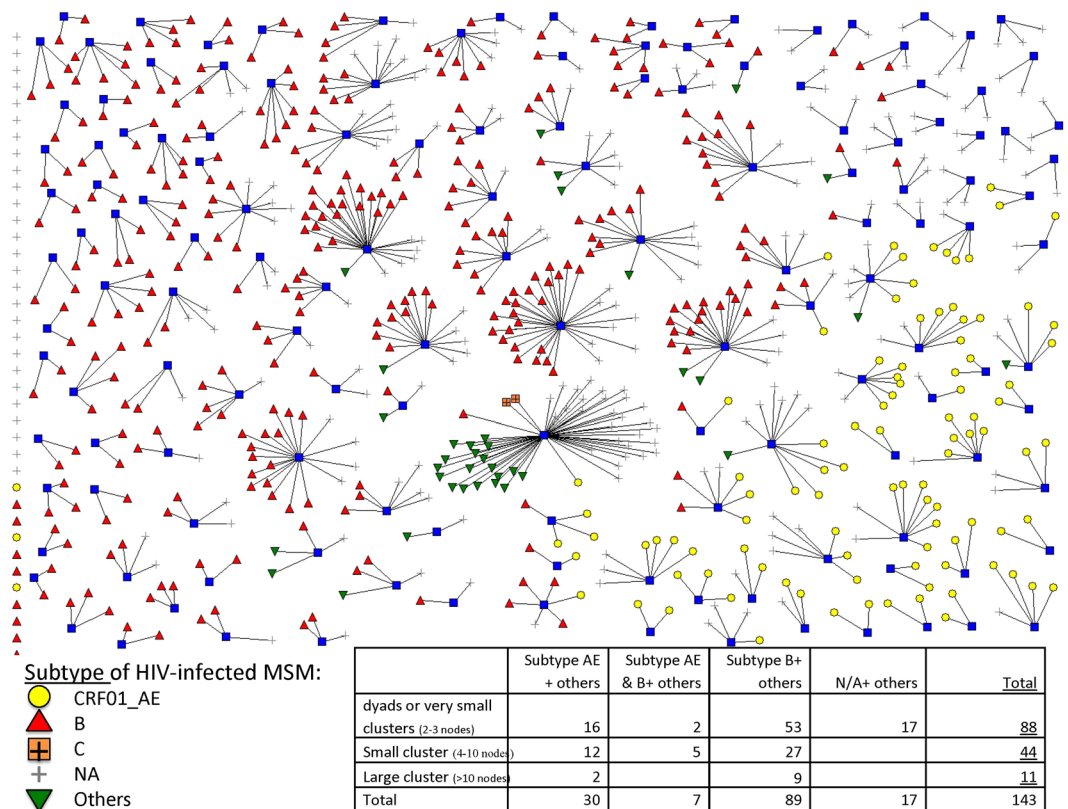 Subtype of HIV-infected MSM:
CRF01_AE
B
C
NA
Others
Subtype AE + others
Subtype AE & B+ others
Subtype B+ others
N/A+ others
Total
dyads or very small clusters (2-3 nodes) 16 2 53 17 88
Small cluster (4-10 nodes) 12 5 27 44
Large cluster (>10 nodes) 2 9 11
Total 30 7 89 17 143